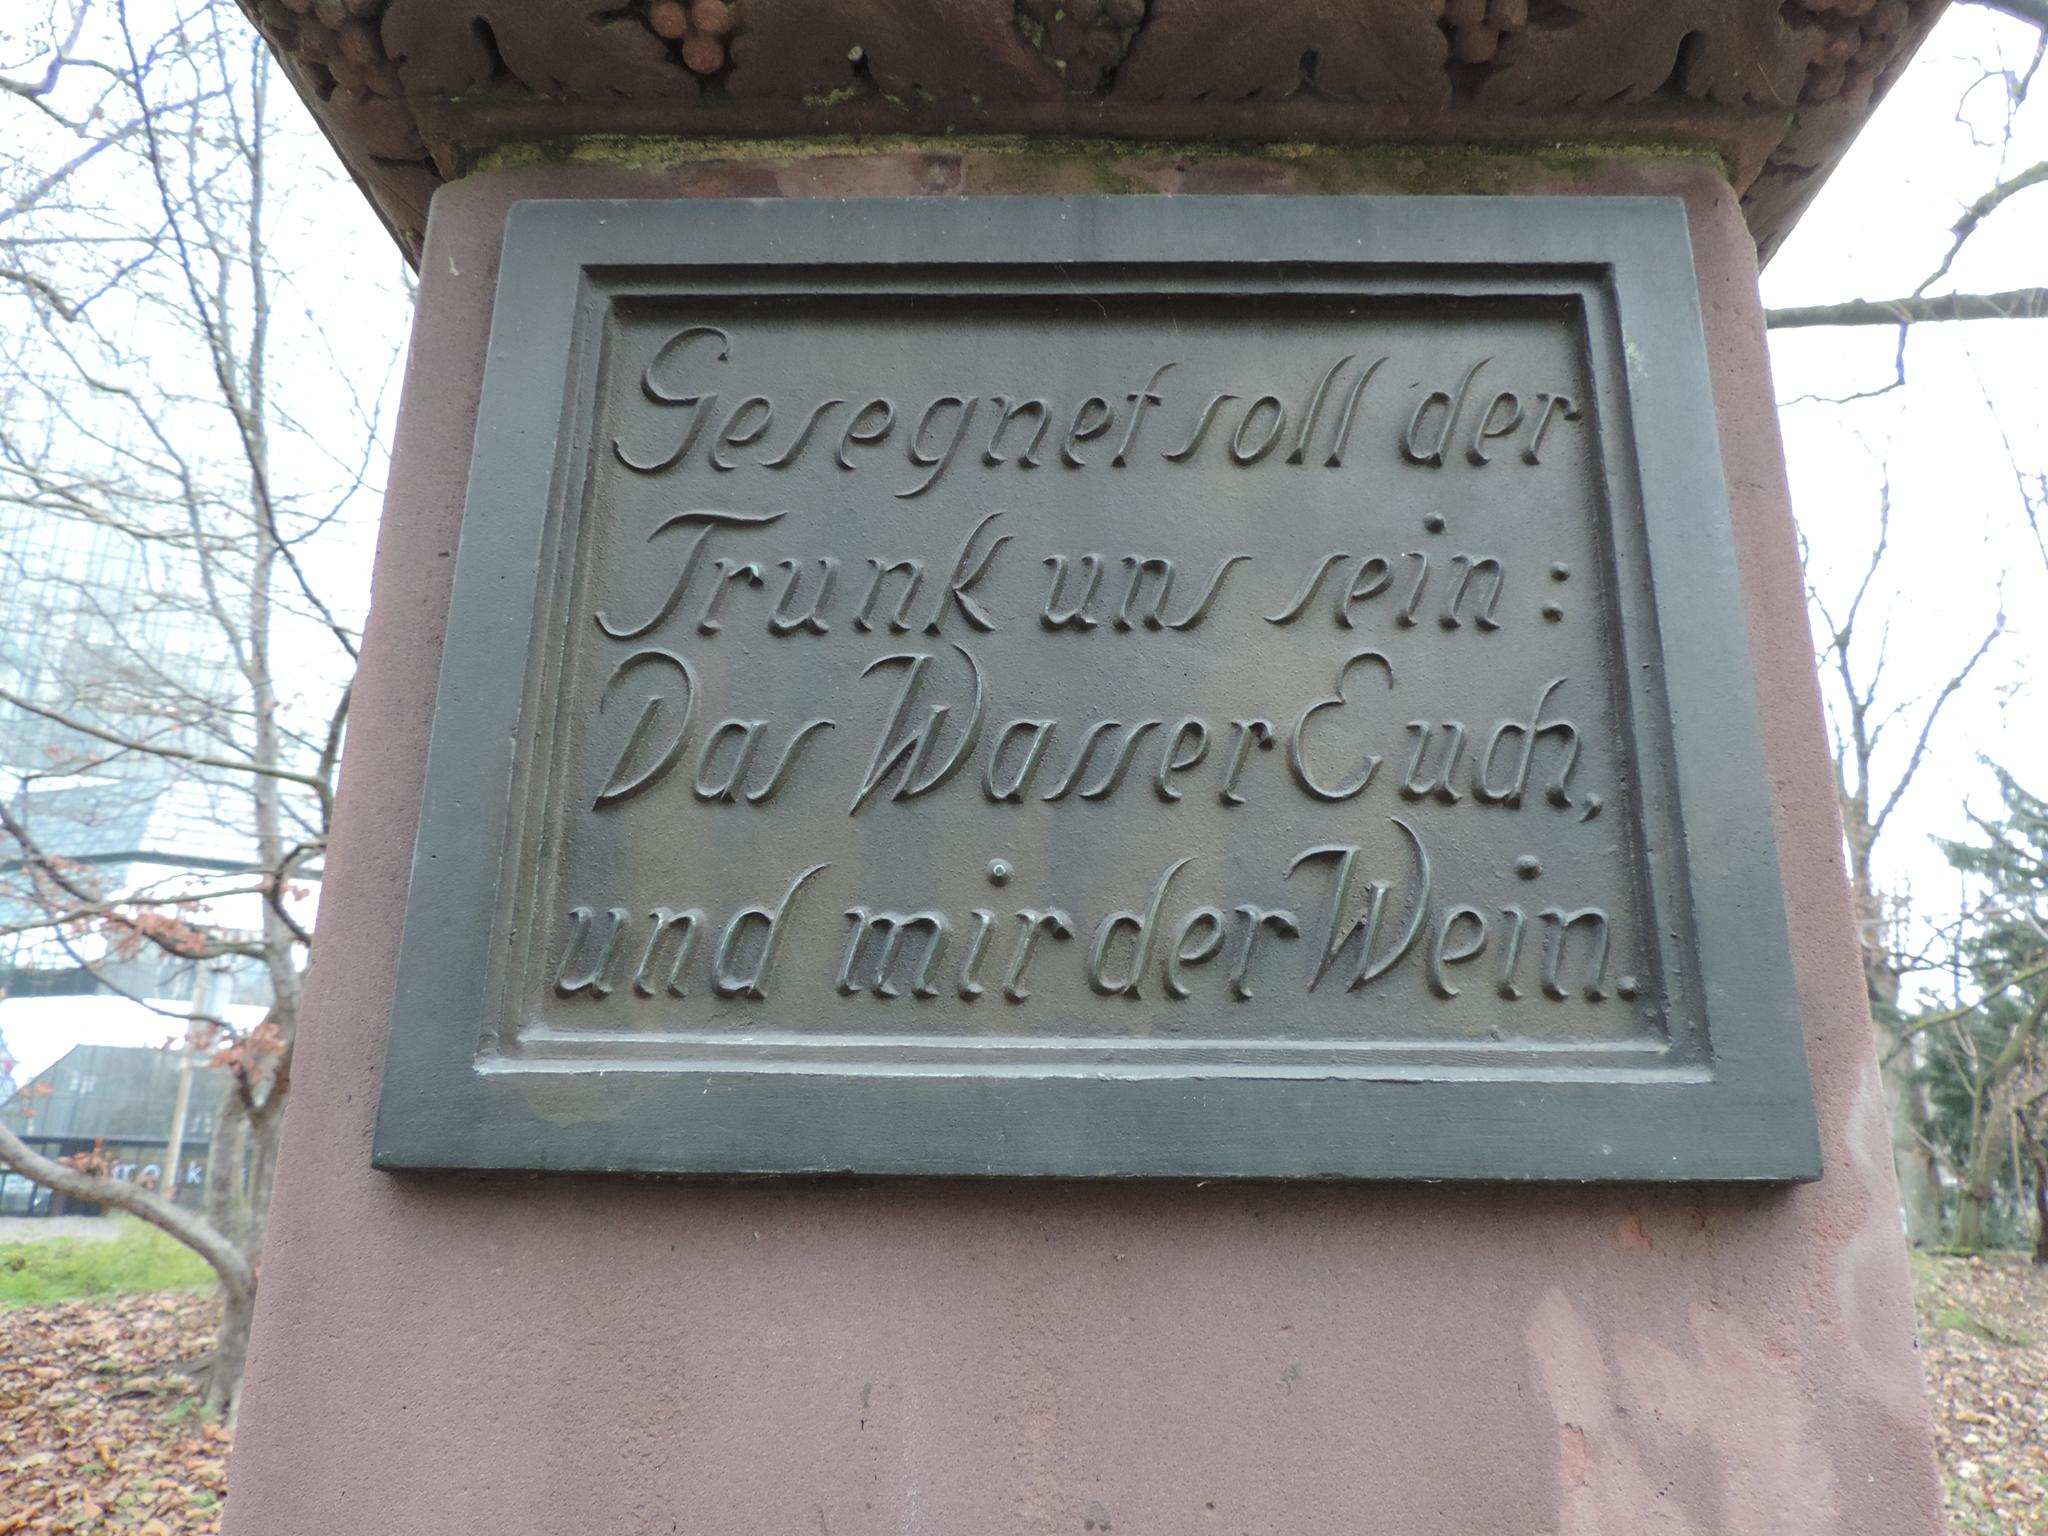 Gesegnet soll der
Trunk uns sein:
Das Wasser Euch,
und mir der Wein.